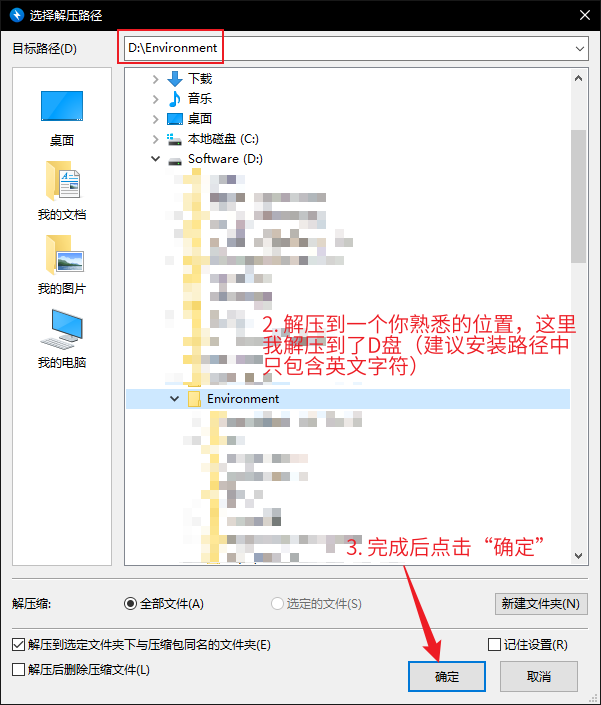 选择解压路径
目标路径(D)
D:\Environment
桌面
我的文档
我的图片
我的电脑
下载
音乐
桌面
本地磁盘 (C:)
Software (D:)
2. 解压到一个你熟悉的位置，这里
我解压到了D盘（建议安装路径中
只包含英文字符）
Environment
3. 完成后点击“确定”
解压缩:
全部文件(A)
选定的文件(S)
新建文件夹(N)
解压到选定文件夹下与压缩包同名的文件夹(E)
记住设置(R)
解压后删除压缩文件(L)
确定
取消